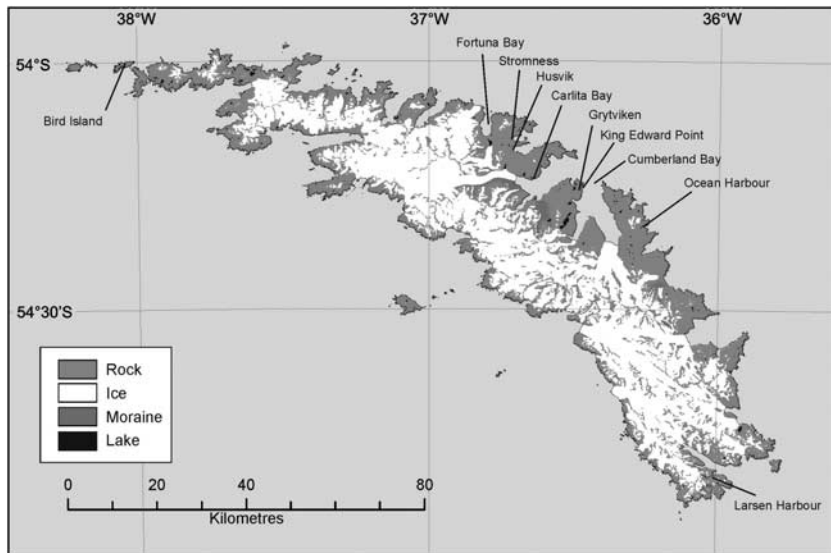 38°W
37°W
36°W
54°S
54°30'S
Fortuna Bay
Stromness
Husvik
Carlita Bay
Grytviken
King Edward Point
Cumberland Bay
Ocean Harbour
Bird Island
Larsen Harbour
Rock
Ice
Moraine
Lake
0 20 40 60 80
Kilometres